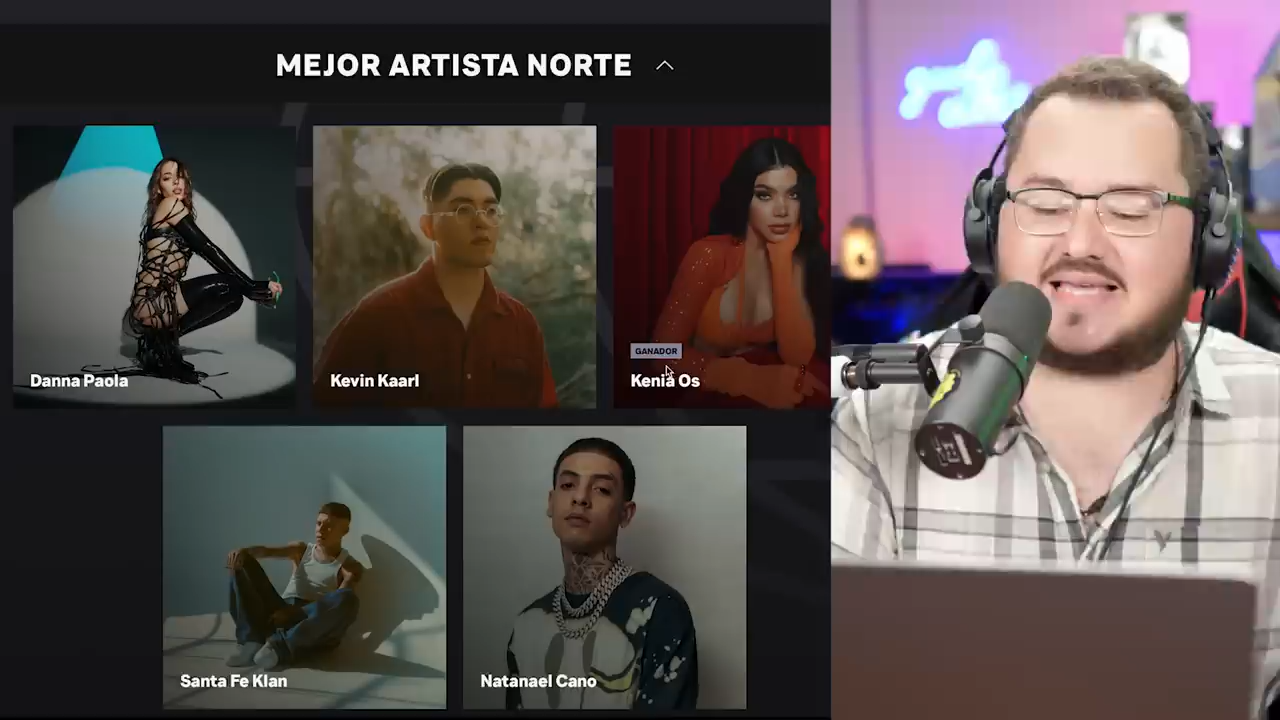 MEJOR ARTISTA NORTE
Danna Paola
Kevin Kaarl
GANADOR
Kenia Os
Santa Fe Klan
Natanael Cano